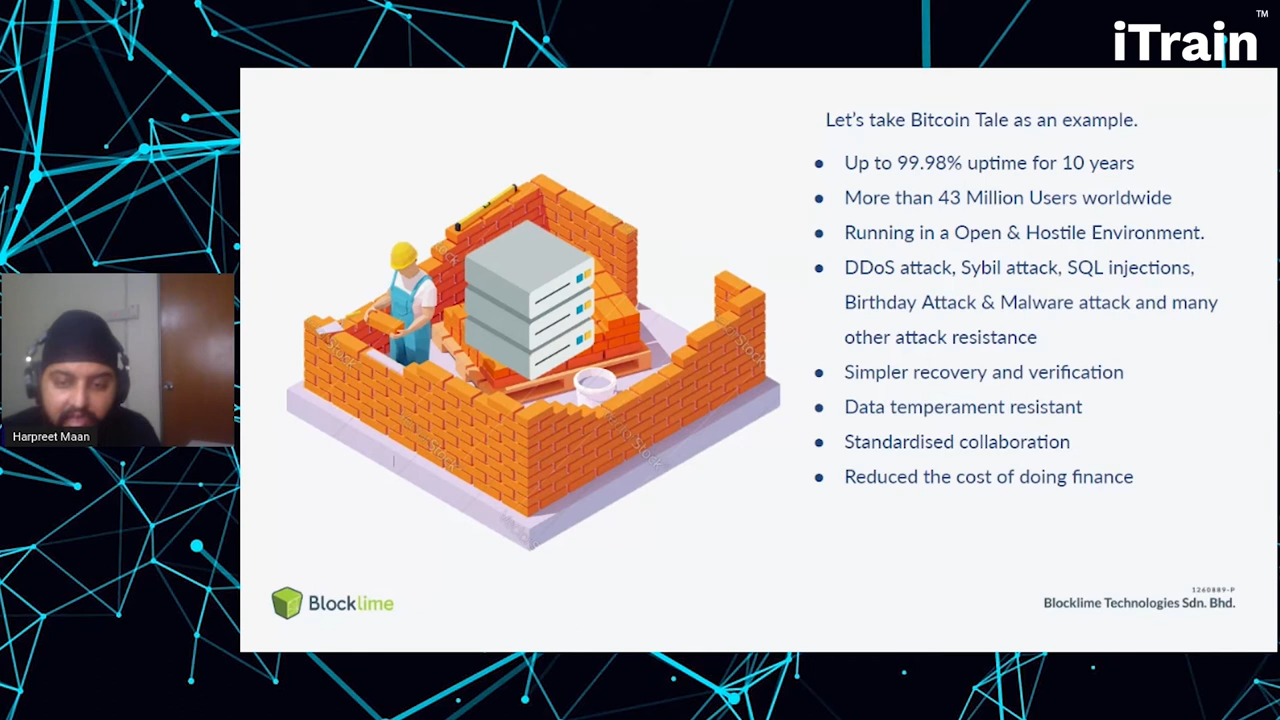 iTrain™
Let's take Bitcoin Tale as an example.
● Up to 99.98% uptime for 10 years
● More than 43 Million Users worldwide
● Running in a Open & Hostile Environment.
● DDoS attack, Sybil attack, SQL injections,
Birthday Attack & Malware attack and many
other attack resistance
● Simpler recovery and verification
● Data temperament resistant
● Standardised collaboration
● Reduced the cost of doing finance
Harpreet Maan
Blocklime
1260889-P
Blocklime Technologies Sdn. Bhd.